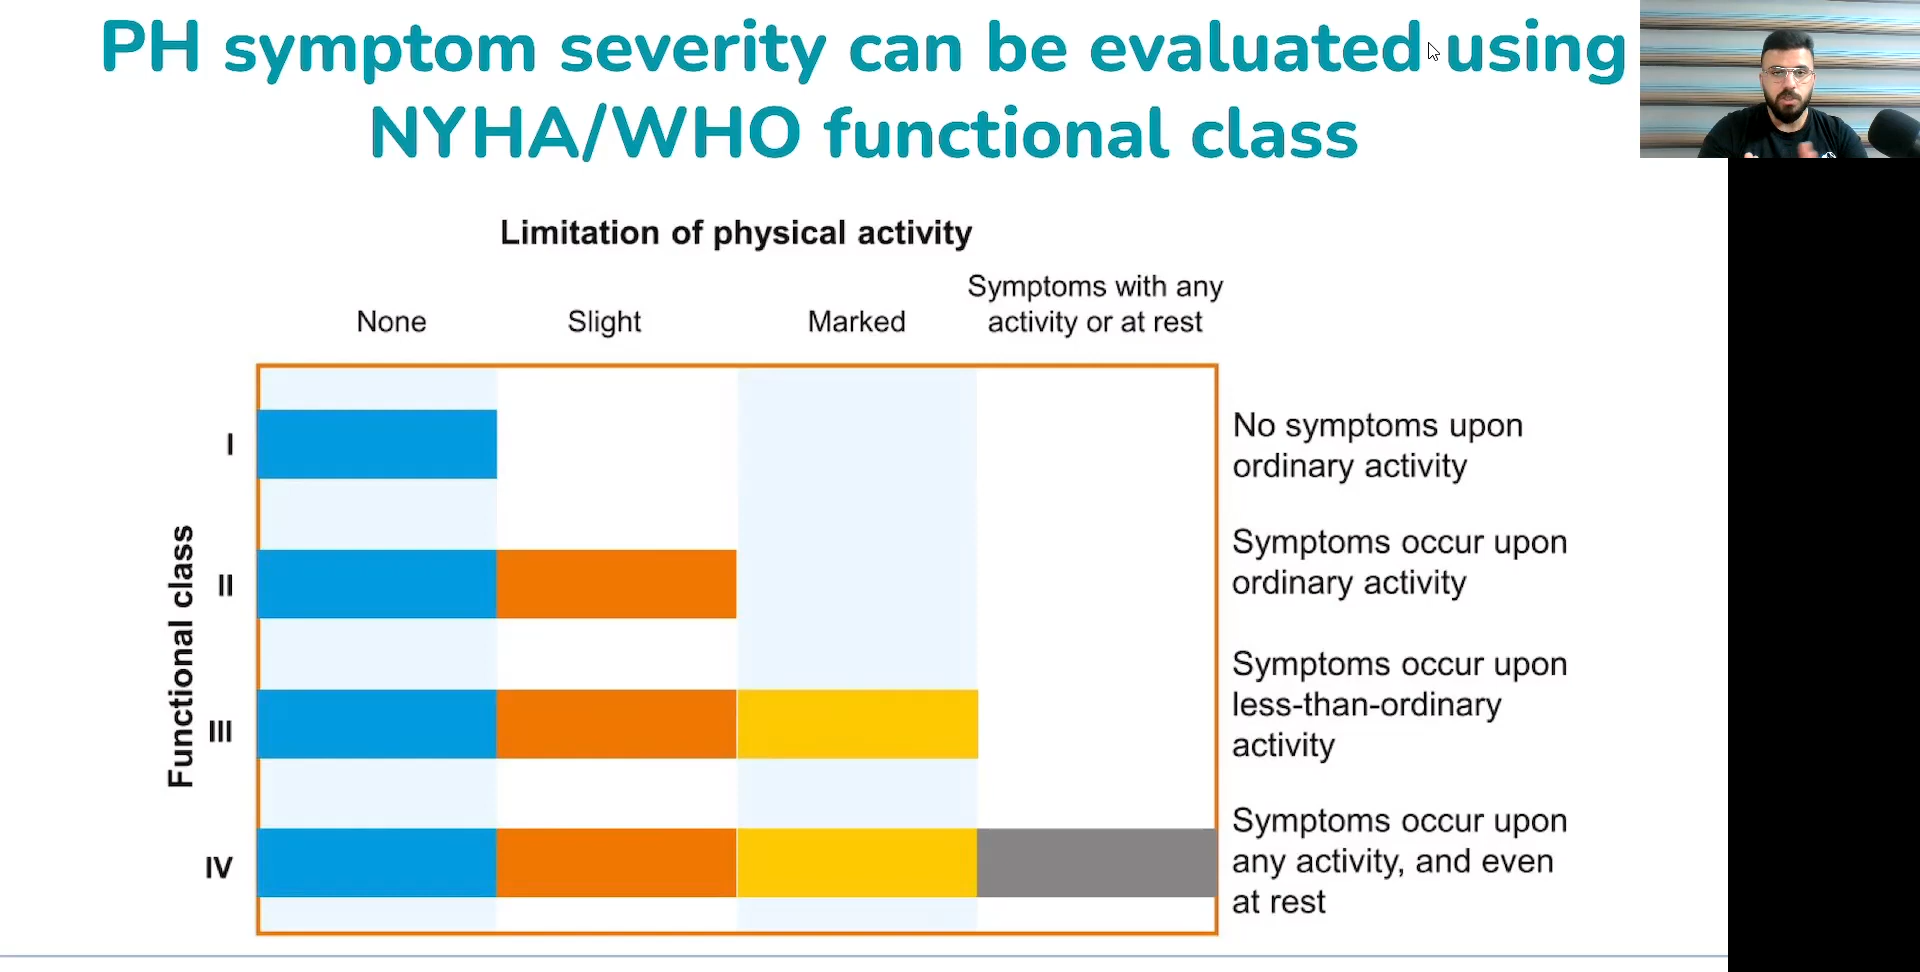 PH symptom severity can be evaluated using
NYHA/WHO functional class
Limitation of physical activity
None
Slight
Marked
Symptoms with any
activity or at rest
Functional class
I
No symptoms upon
ordinary activity
II
Symptoms occur upon
ordinary activity
III
Symptoms occur upon
less-than-ordinary
activity
IV
Symptoms occur upon
any activity, and even
at rest